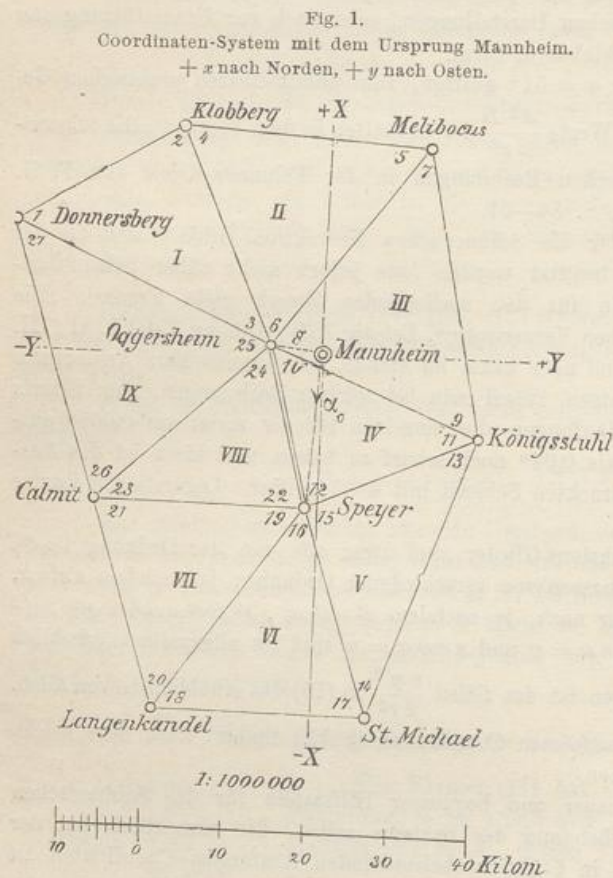 Fig. 1.
Coordinaten-System mit dem Ursprung Mannheim.
+ x nach Norden, + y nach Osten.
Klobberg
+X
2 4
Melibocus
5
7
II
1 Donnersberg
27
I
III
3 6
Oggersheim 8
25
-Y
Mannheim
+Y
24 10
α₀
IX
IV
9
11 Königsstuhl
13
VIII
26
Calmit 23
21
22 12
19 Speyer
16 15
VII
V
VI
20
18
14
17
Langenkandel
St. Michael
-X
1:1000000
10 0 10 20 30 40 Kilom